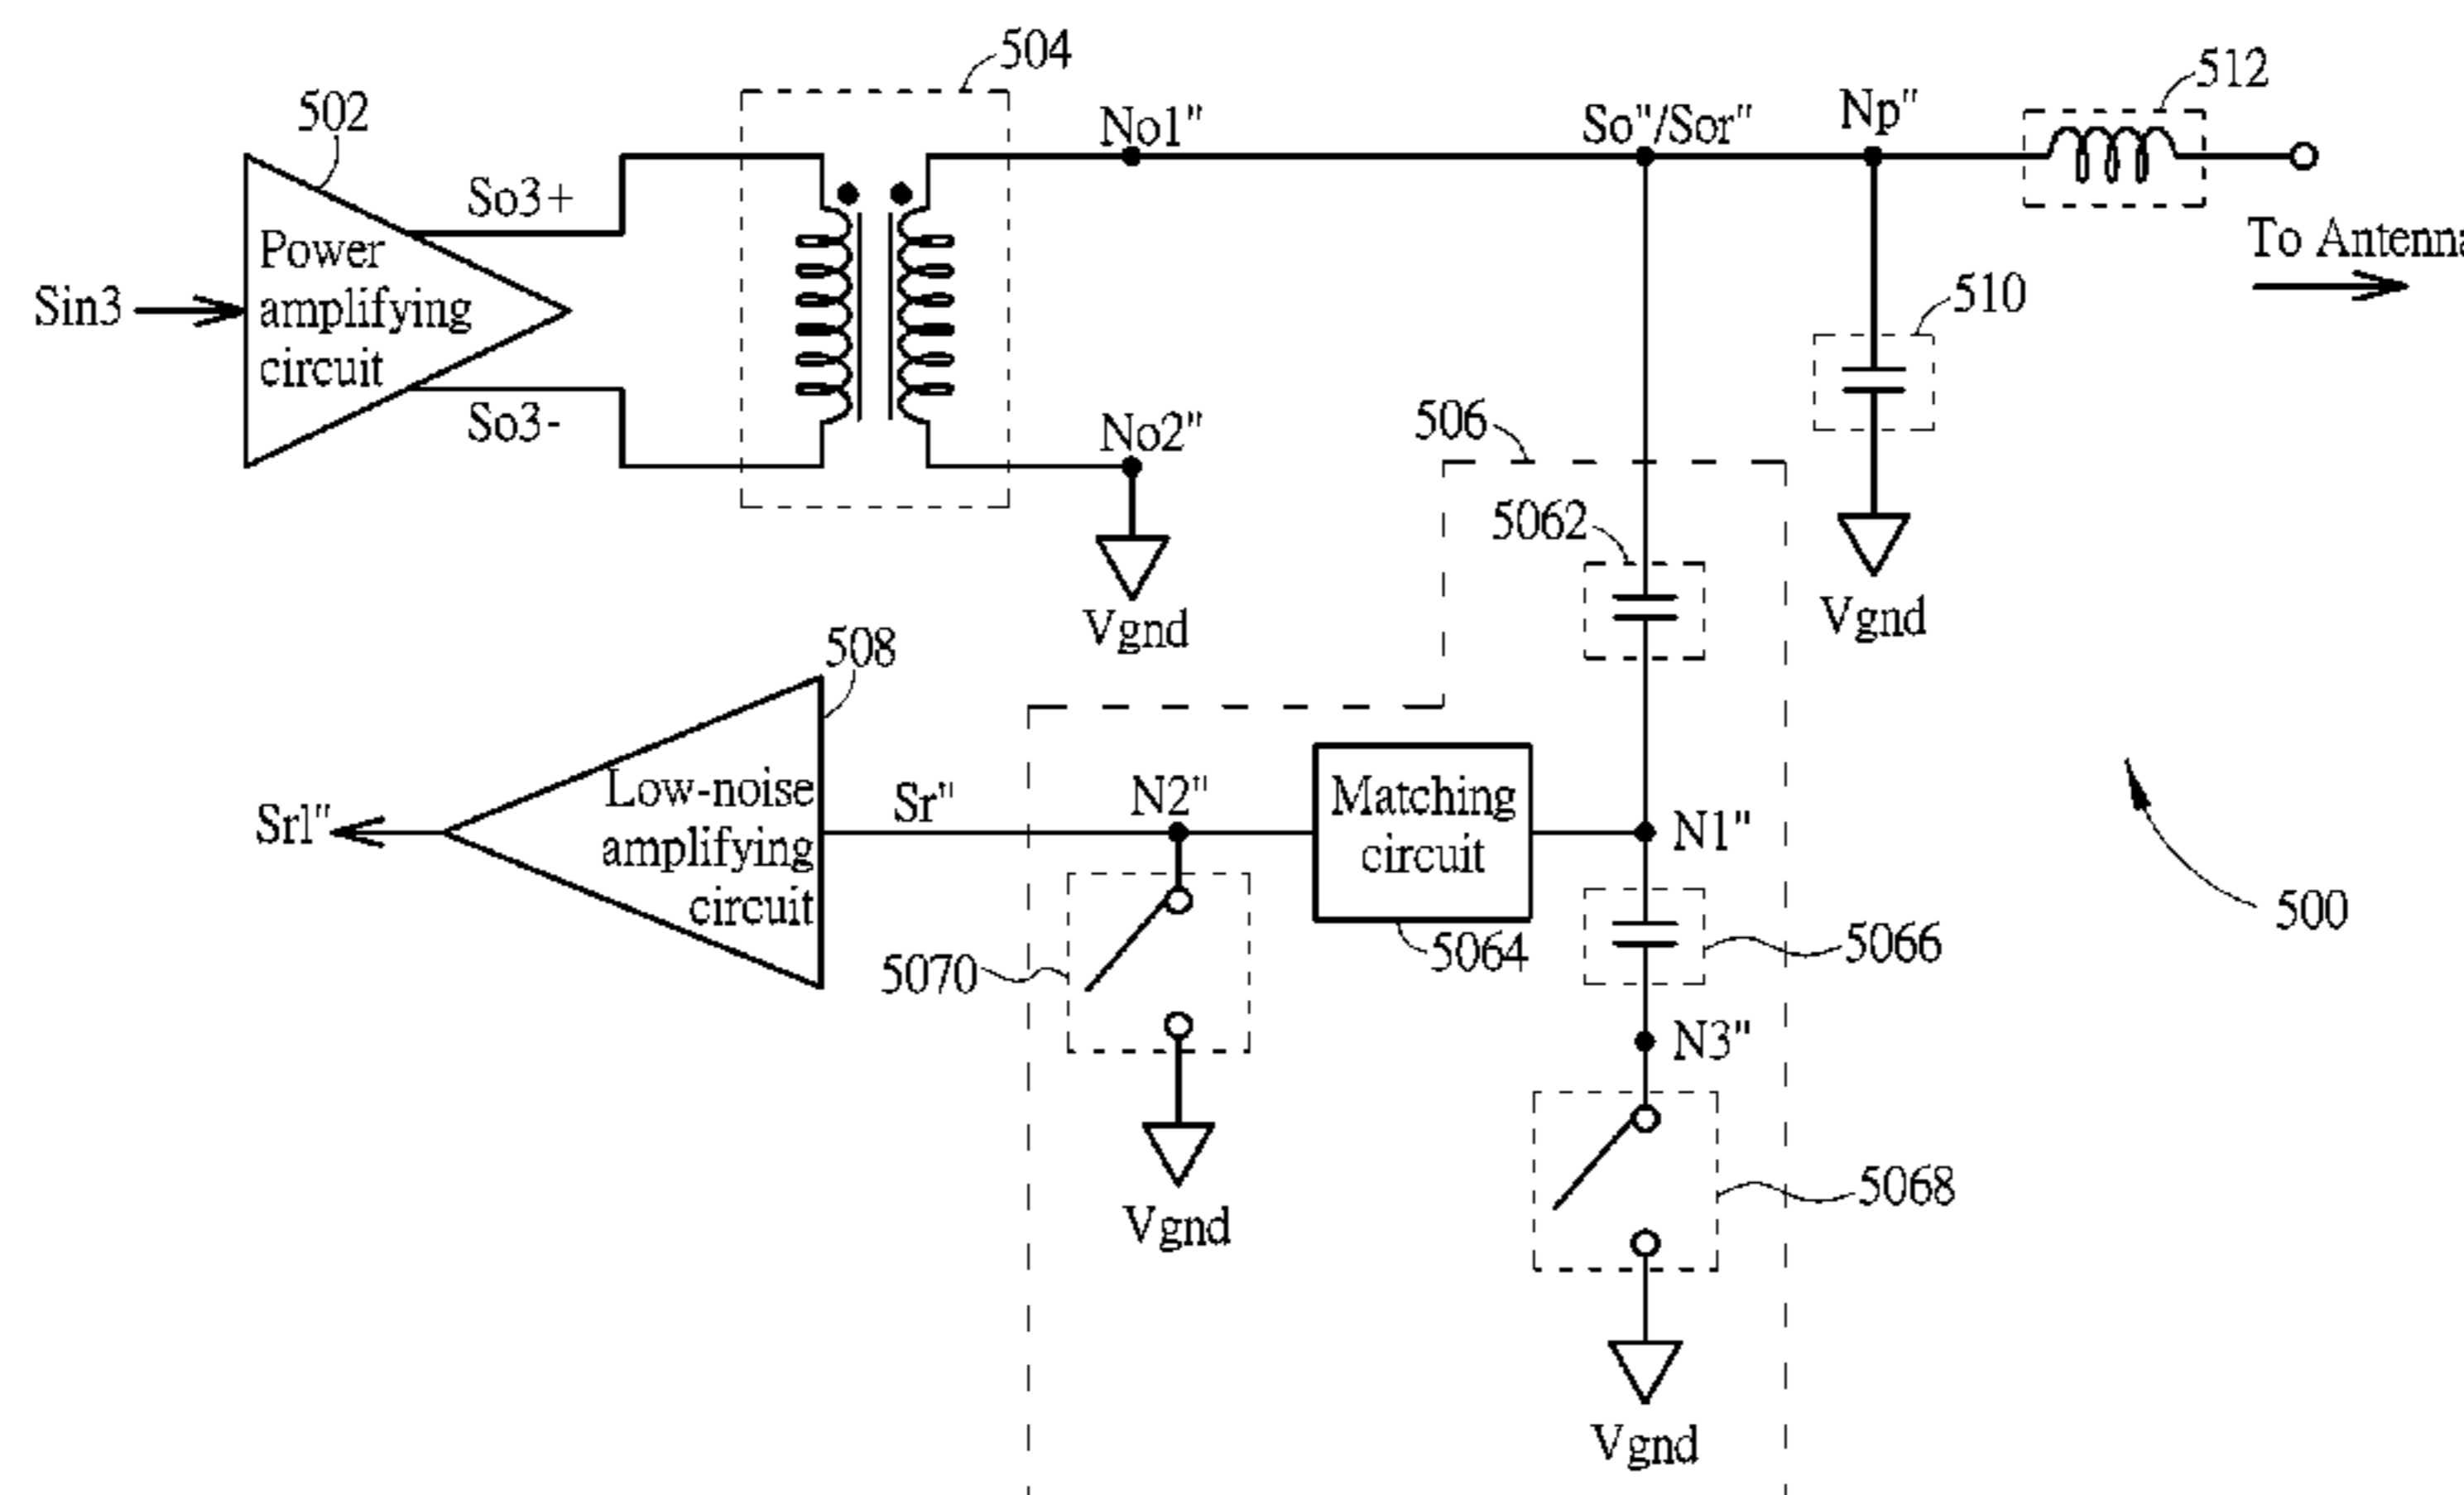 504
512
502
No1"
So"/Sor"
Np"
So3+
Power
amplifying
circuit
To Antenna
Sin3
510
So3-
No2"
506
5062
Vgnd
Vgnd
508
Low-noise
amplifying
circuit
Sr"
N2"
Matching
circuit
N1"
Srl"
500
5070
5064
5066
N3"
5068
Vgnd
Vgnd